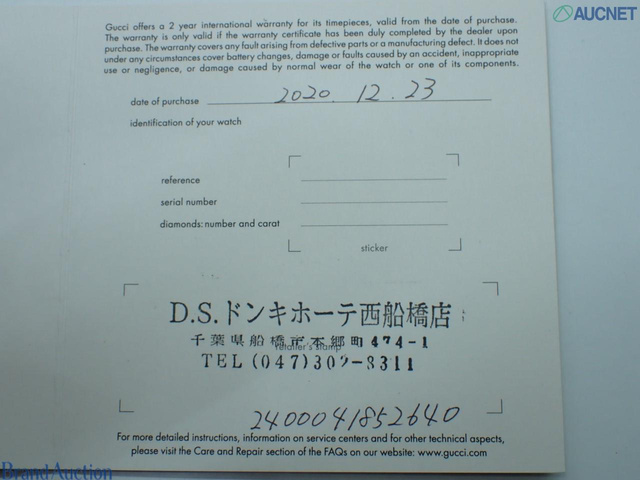 AUCNET
Gucci offers a 2 year international warranty for its timepieces, valid from the date of purchase.
The warranty is only valid if the warranty certificate has been duly completed by the dealer upon
purchase. The warranty covers any fault arising from defective parts or a manufacturing defect. It does not
under any circumstances cover battery changes, damage or faults caused by an accident, inappropriate
use or negligence, or damage caused by normal wear of the watch or one of its components.
date of purchase 2020. 12. 23
identification of your watch
reference
serial number
diamonds: number and carat
sticker
D.S.ドンキホーテ西船橋店
千葉県船橋市本郷町474-1
retailer's stamp
TEL (047)302-8311
2400041852640
For more detailed instructions, information on service centers and for other technical aspects,
please visit the Care and Repair section of the FAQs on our website: www.gucci.com
Brand Auction